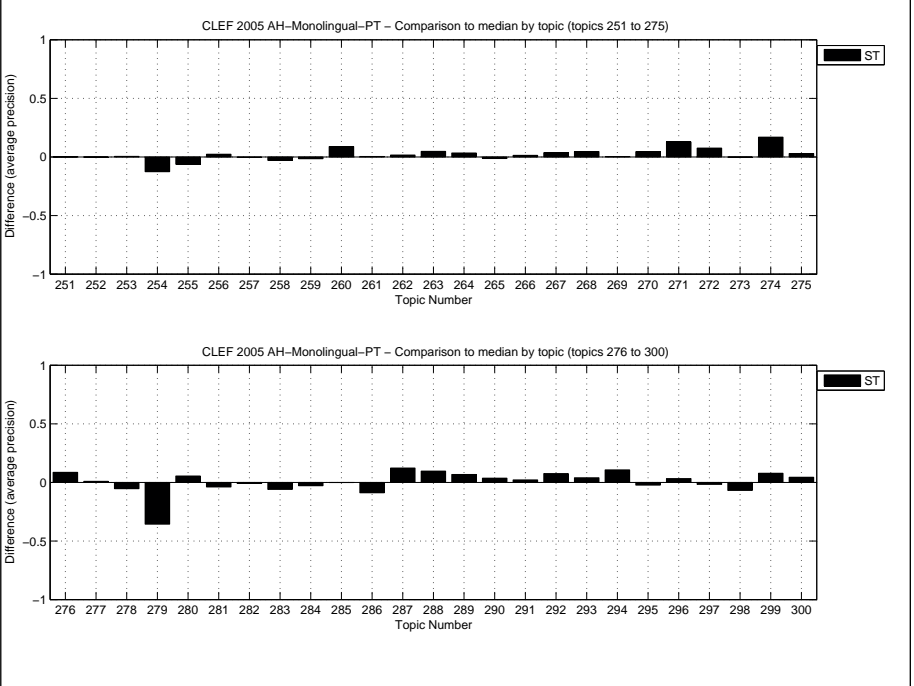 CLEF 2005 AH−Monolingual−PT − Comparison to median by topic (topics 251 to 275)
1
0.5
0
−0.5
−1
Difference (average precision)
251 252 253 254 255 256 257 258 259 260 261 262 263 264 265 266 267 268 269 270 271 272 273 274 275
Topic Number
ST
CLEF 2005 AH−Monolingual−PT − Comparison to median by topic (topics 276 to 300)
1
0.5
0
−0.5
−1
Difference (average precision)
276 277 278 279 280 281 282 283 284 285 286 287 288 289 290 291 292 293 294 295 296 297 298 299 300
Topic Number
ST